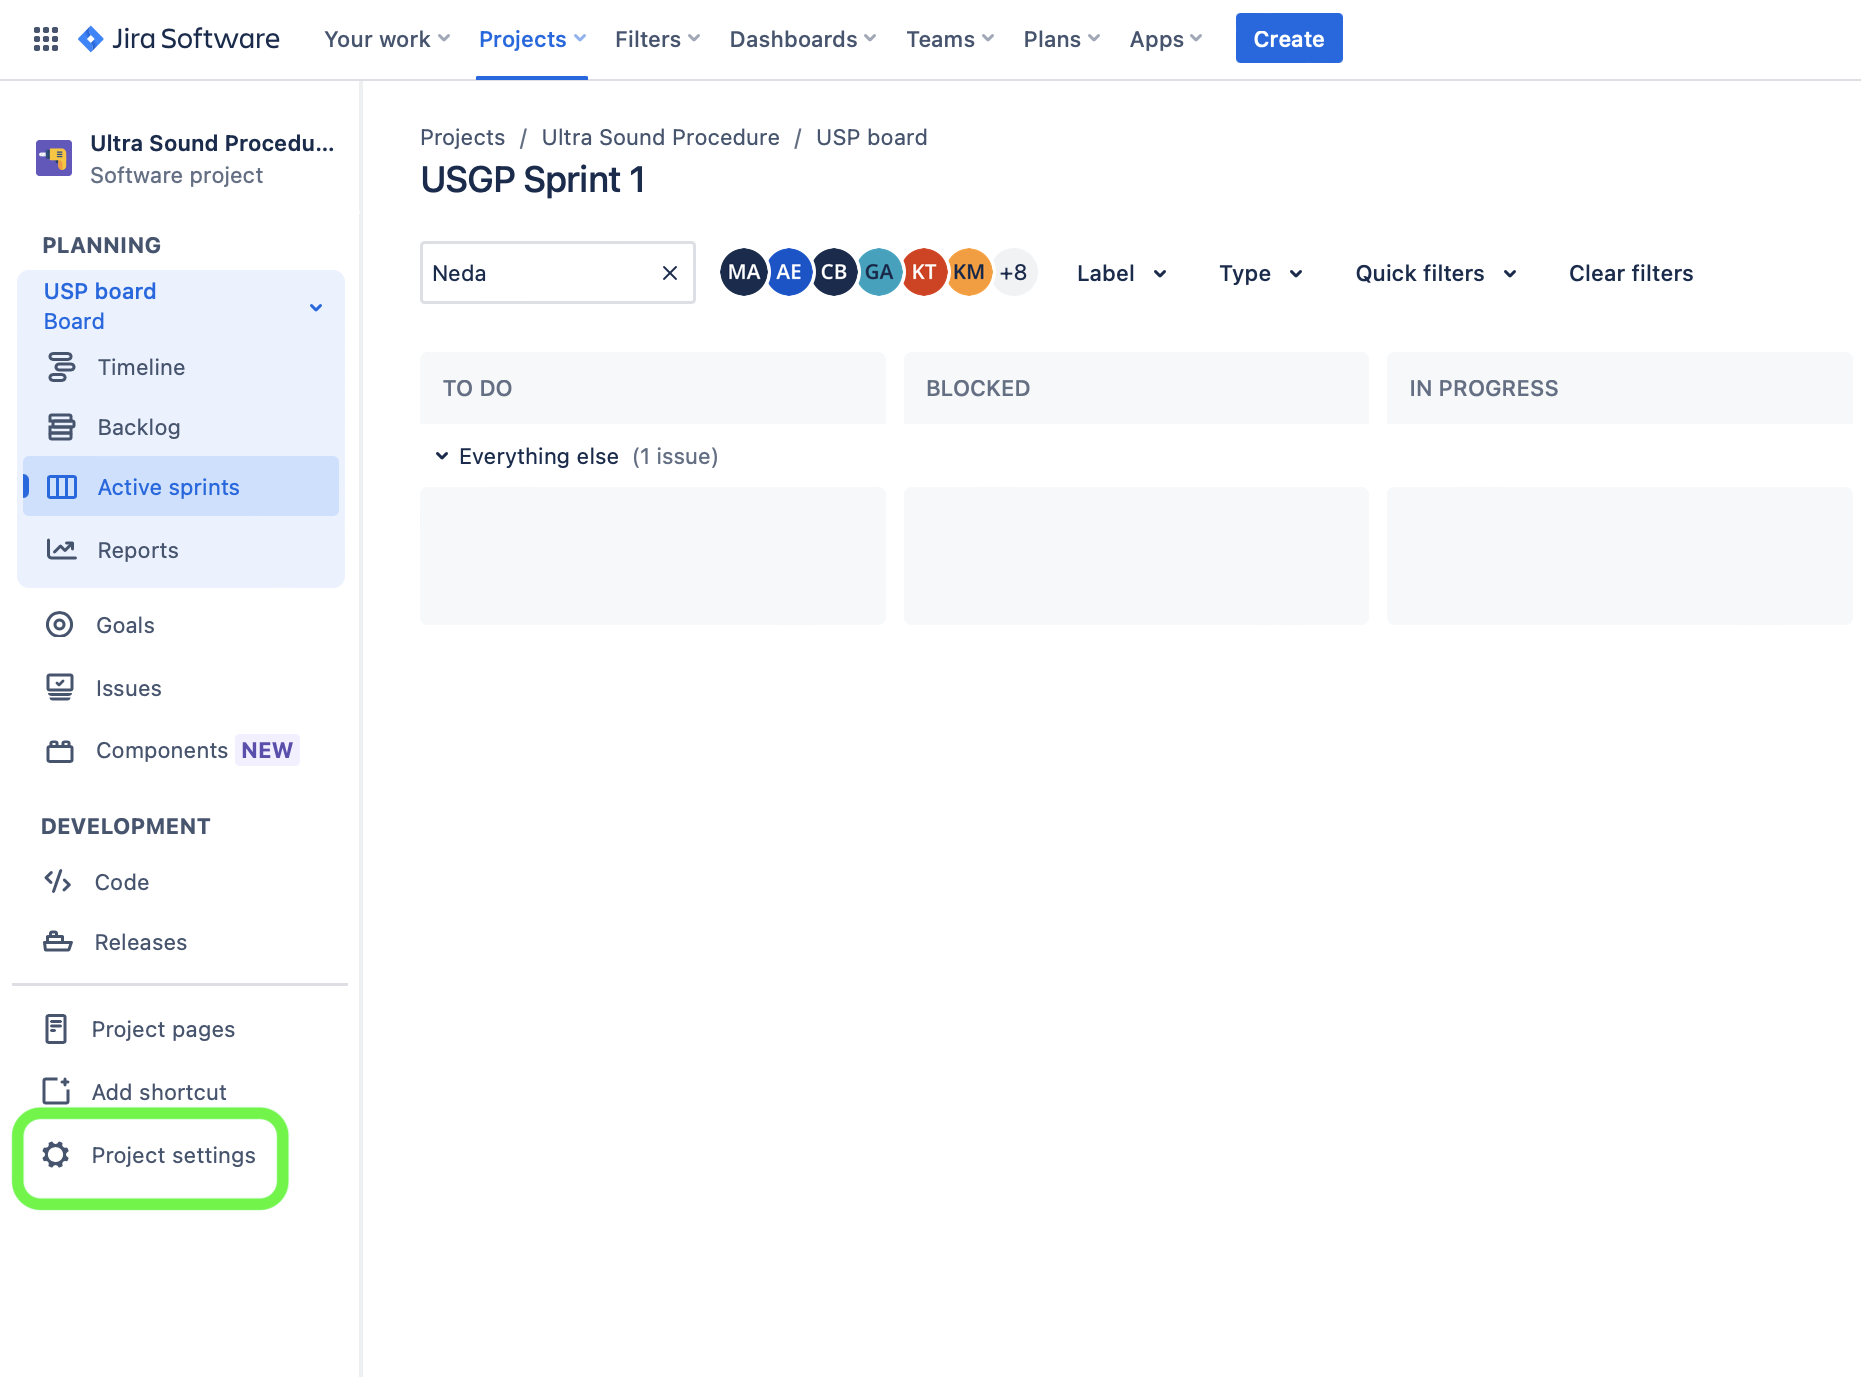 Jira Software
Your work
Projects
Filters
Dashboards
Teams
Plans
Apps
Create
Ultra Sound Procedu...
Software project
PLANNING
USP board
Board
Timeline
Backlog
Active sprints
Reports
Goals
Issues
Components NEW
DEVELOPMENT
Code
Releases
Project pages
Add shortcut
Project settings
Projects / Ultra Sound Procedure / USP board
USGP Sprint 1
Neda
MA AE CB GA KT KM +8
Label
Type
Quick filters
Clear filters
TO DO
BLOCKED
IN PROGRESS
Everything else (1 issue)